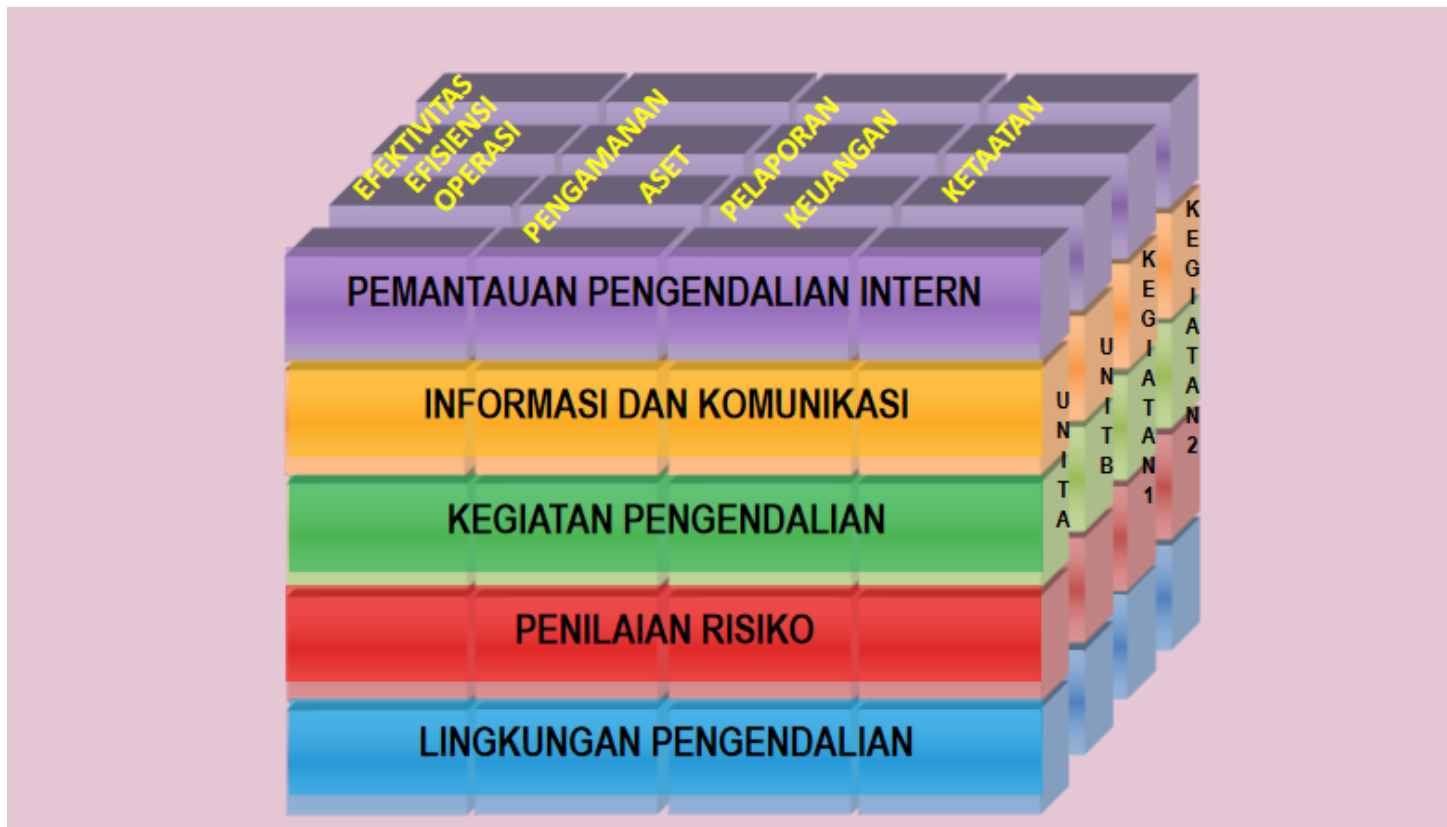 EFEKTIVITAS
EFISIENSI
OPERASI
PENGAMANAN
ASET
PELAPORAN
KEUANGAN
KETAATAN
PEMANTAUAN PENGENDALIAN INTERN
INFORMASI DAN KOMUNIKASI
KEGIATAN PENGENDALIAN
PENILAIAN RISIKO
LINGKUNGAN PENGENDALIAN
UNIT A
UNIT B
KEGIATAN 1
KEGIATAN 2